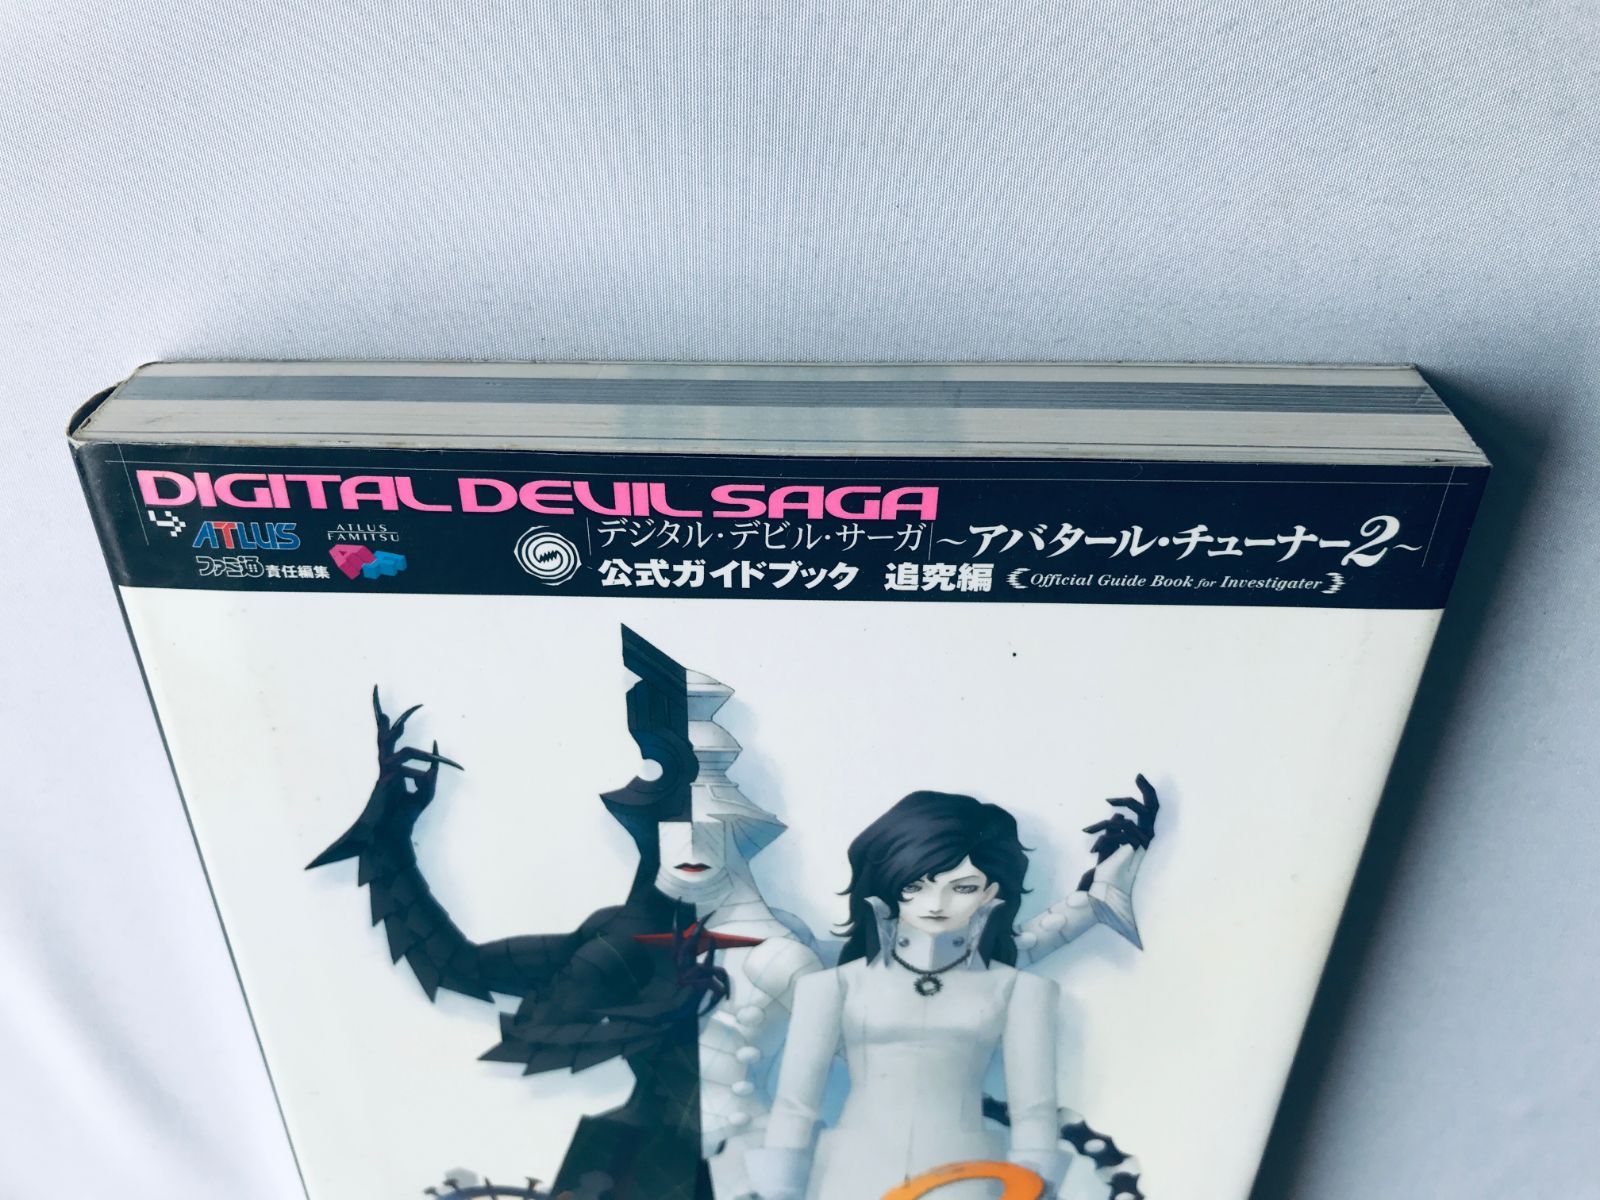 DIGITAL DEVIL SAGA
ATLUS
ATLUS
FAMITSU
ファミ通責任編集
デジタル・デビル・サーガ ～アバタール・チューナー2～
公式ガイドブック 追究編 Official Guide Book for Investigater